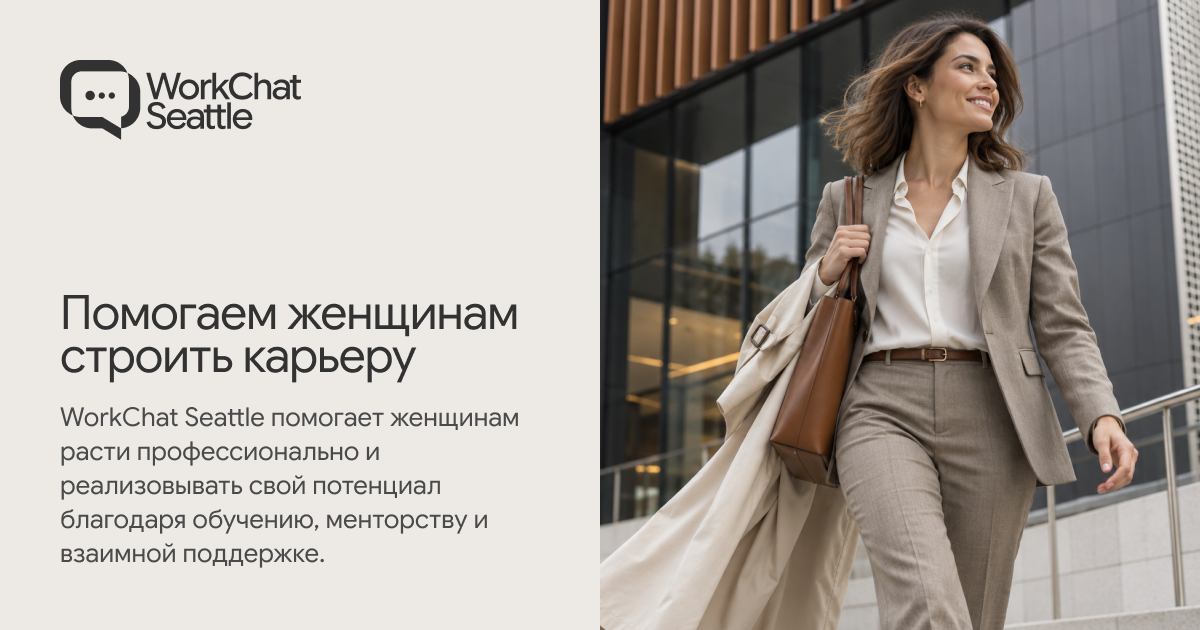 WorkChat
Seattle
Помогаем женщинам
строить карьеру
WorkChat Seattle помогает женщинам
расти профессионально и
реализовывать свой потенциал
благодаря обучению, менторству и
взаимной поддержке.